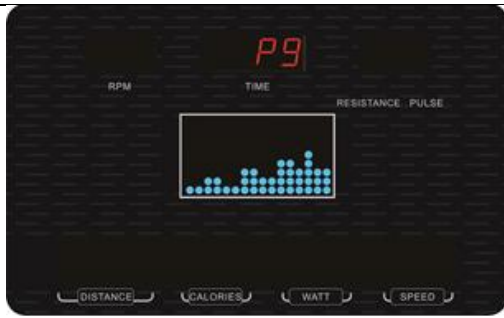 P9
RPM TIME
RESISTANCE PULSE
DISTANCE CALORIES WATT SPEED